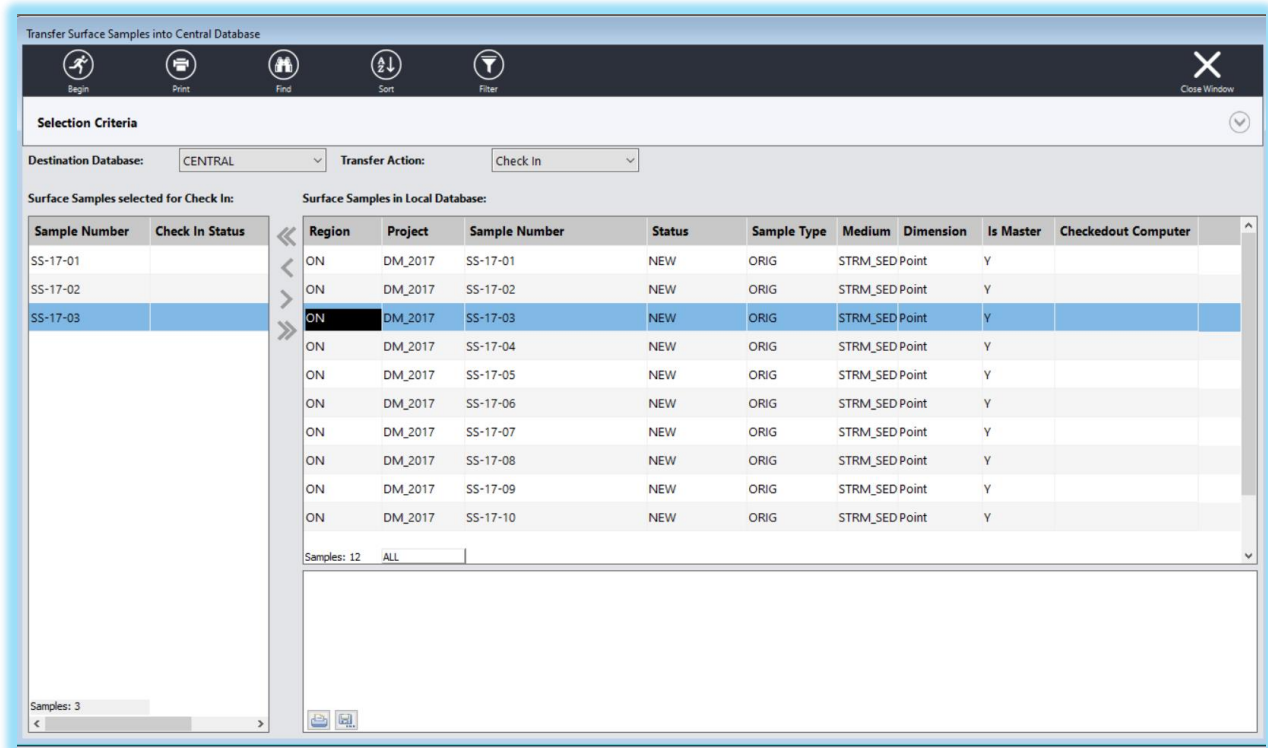 Transfer Surface Samples into Central Database
Begin Print Find Sort Filter Close Window
Selection Criteria
Destination Database: CENTRAL Transfer Action: Check In
Surface Samples selected for Check In: Surface Samples in Local Database:
Sample Number Check In Status Region Project Sample Number Status Sample Type Medium Dimension Is Master Checkedout Computer
SS-17-01 ON DM_2017 SS-17-01 NEW ORIG STRM_SED Point Y
SS-17-02 ON DM_2017 SS-17-02 NEW ORIG STRM_SED Point Y
SS-17-03 ON DM_2017 SS-17-03 NEW ORIG STRM_SED Point Y
ON DM_2017 SS-17-04 NEW ORIG STRM_SED Point Y
ON DM_2017 SS-17-05 NEW ORIG STRM_SED Point Y
ON DM_2017 SS-17-06 NEW ORIG STRM_SED Point Y
ON DM_2017 SS-17-07 NEW ORIG STRM_SED Point Y
ON DM_2017 SS-17-08 NEW ORIG STRM_SED Point Y
ON DM_2017 SS-17-09 NEW ORIG STRM_SED Point Y
ON DM_2017 SS-17-10 NEW ORIG STRM_SED Point Y
Samples: 12 ALL
Samples: 3